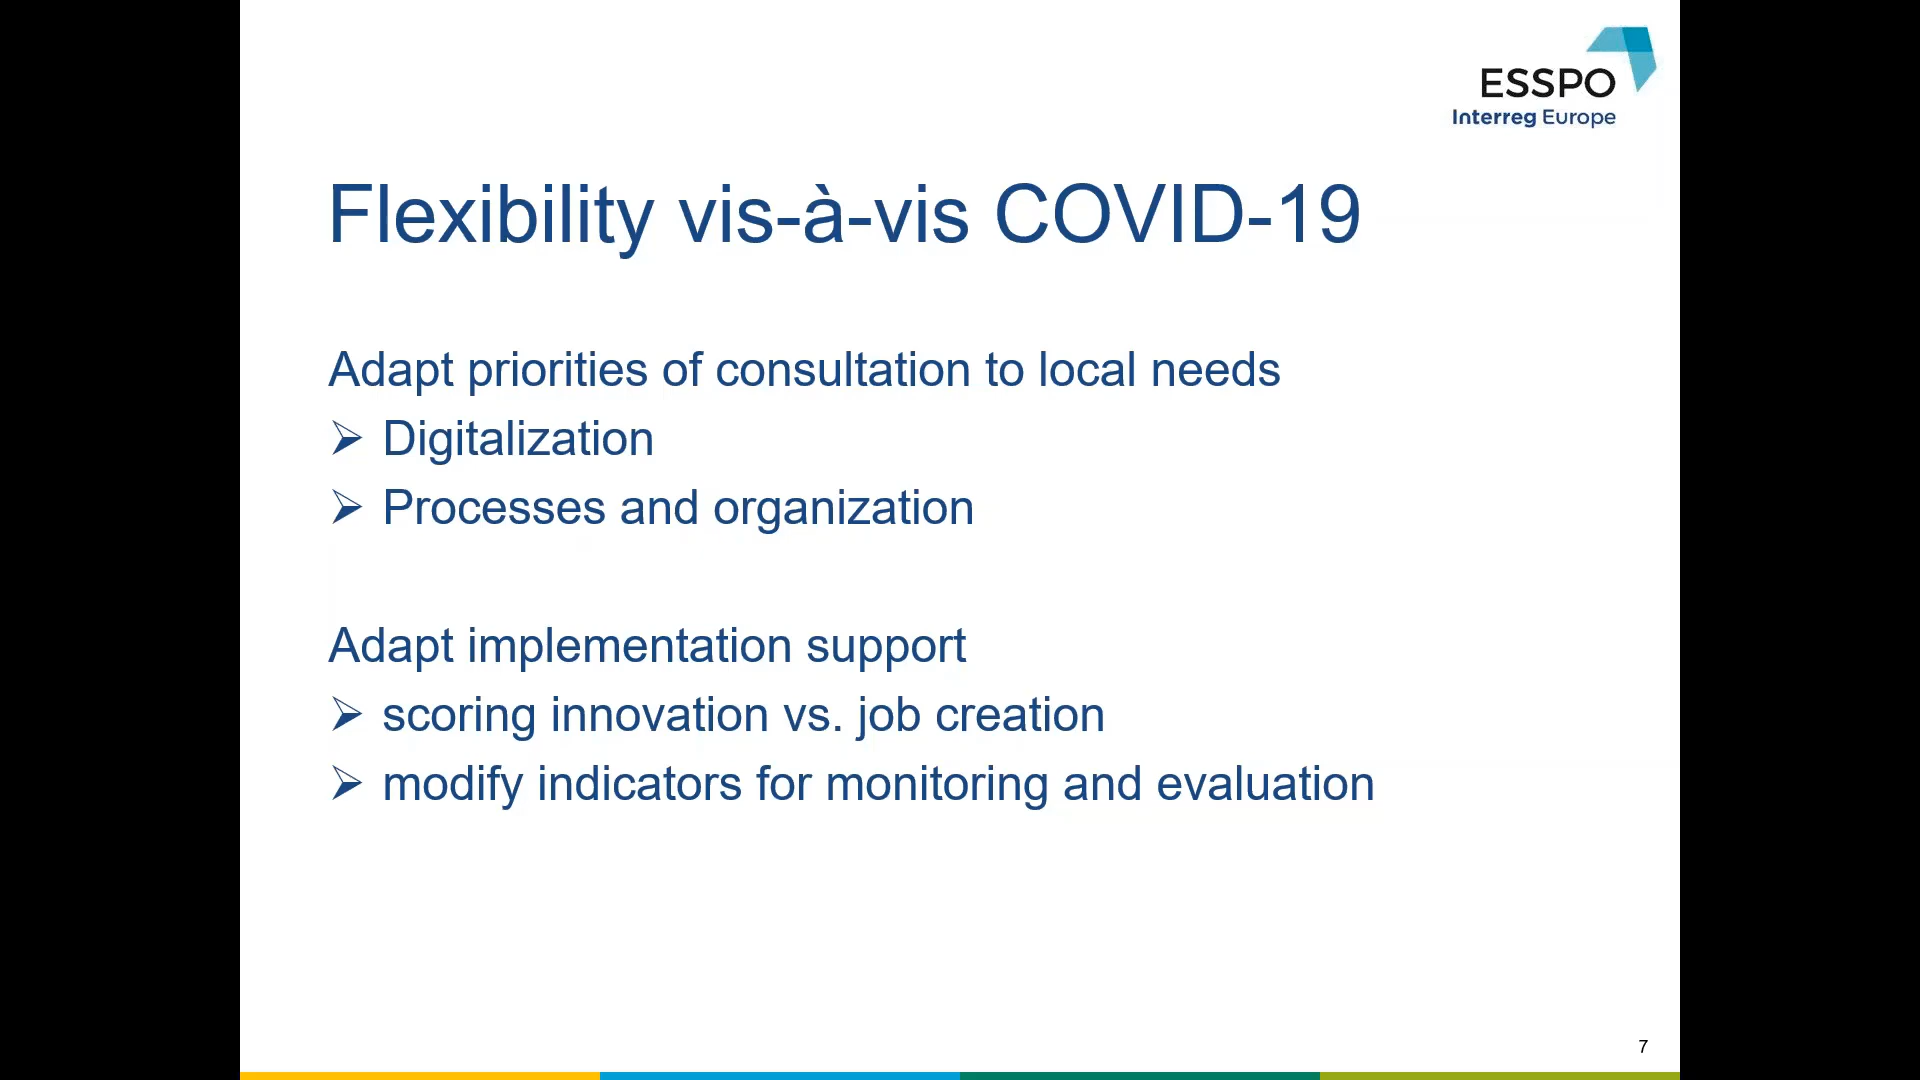 ESSPO
Interreg Europe
Flexibility vis-à-vis COVID-19
Adapt priorities of consultation to local needs
➢ Digitalization
➢ Processes and organization
Adapt implementation support
➢ scoring innovation vs. job creation
➢ modify indicators for monitoring and evaluation
7